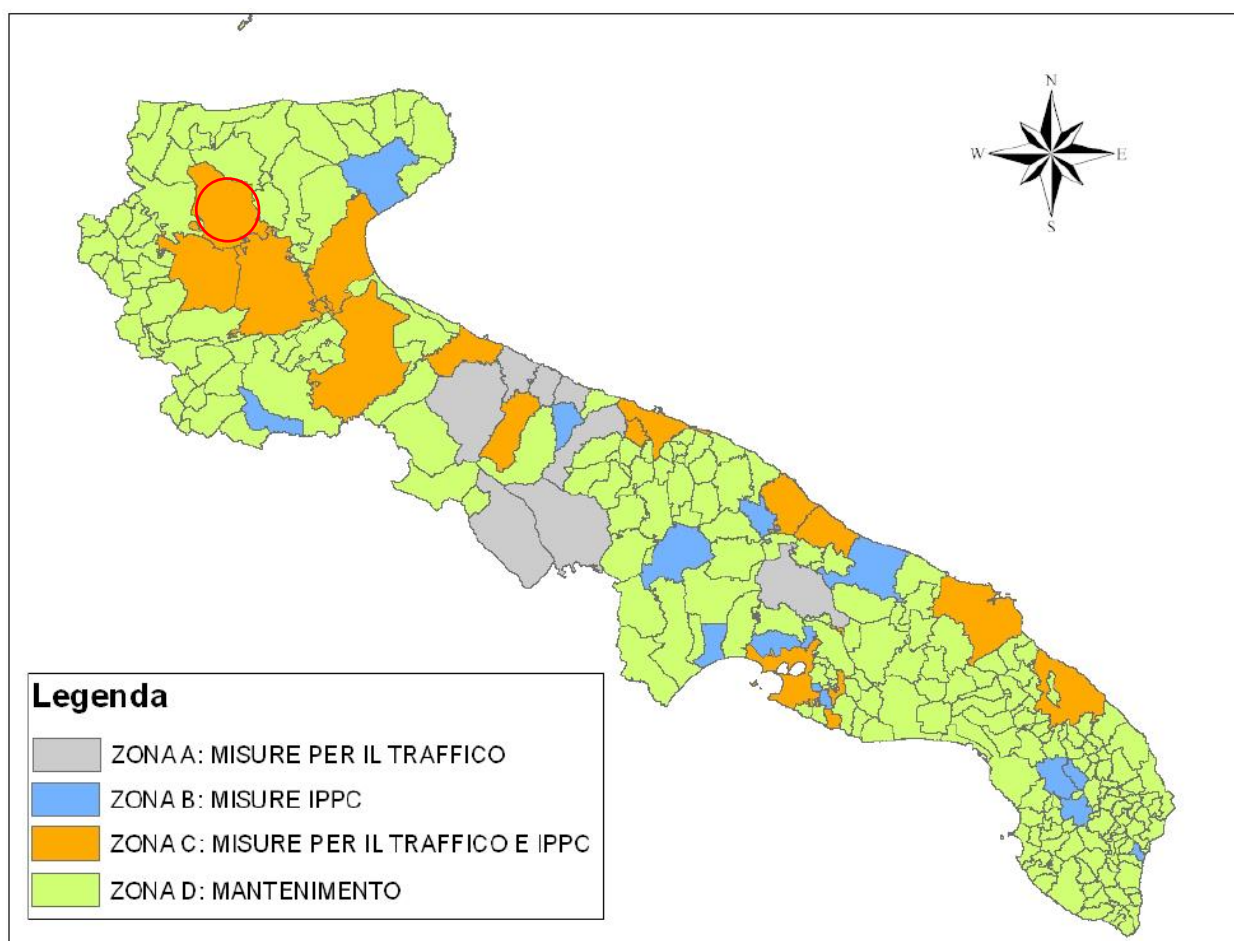 N
W E
S
Legenda
ZONA A: MISURE PER IL TRAFFICO
ZONA B: MISURE IPPC
ZONA C: MISURE PER IL TRAFFICO E IPPC
ZONA D: MANTENIMENTO